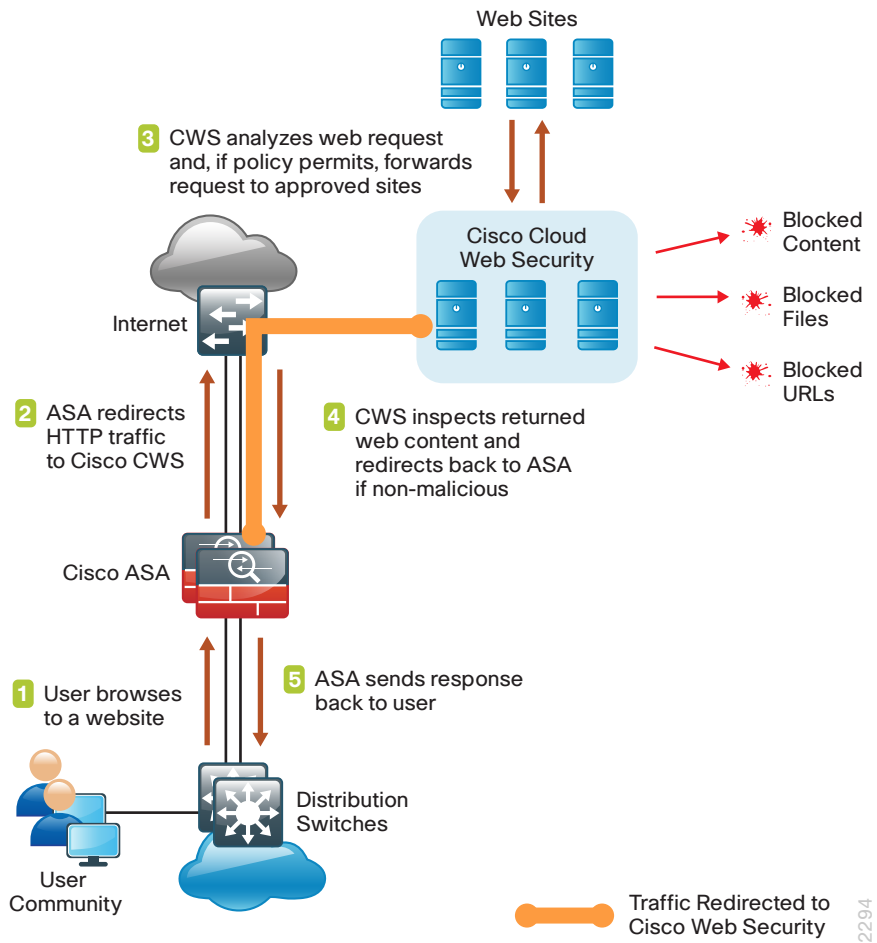 Web Sites
3 CWS analyzes web request
and, if policy permits, forwards
request to approved sites
Cisco Cloud
Web Security
Blocked
Content
Blocked
Files
Blocked
URLs
Internet
2 ASA redirects
HTTP traffic
to Cisco CWS
4 CWS inspects returned
web content and
redirects back to ASA
if non-malicious
Cisco ASA
1 User browses
to a website
5 ASA sends response
back to user
Distribution
Switches
User
Community
Traffic Redirected to
Cisco Web Security
2294